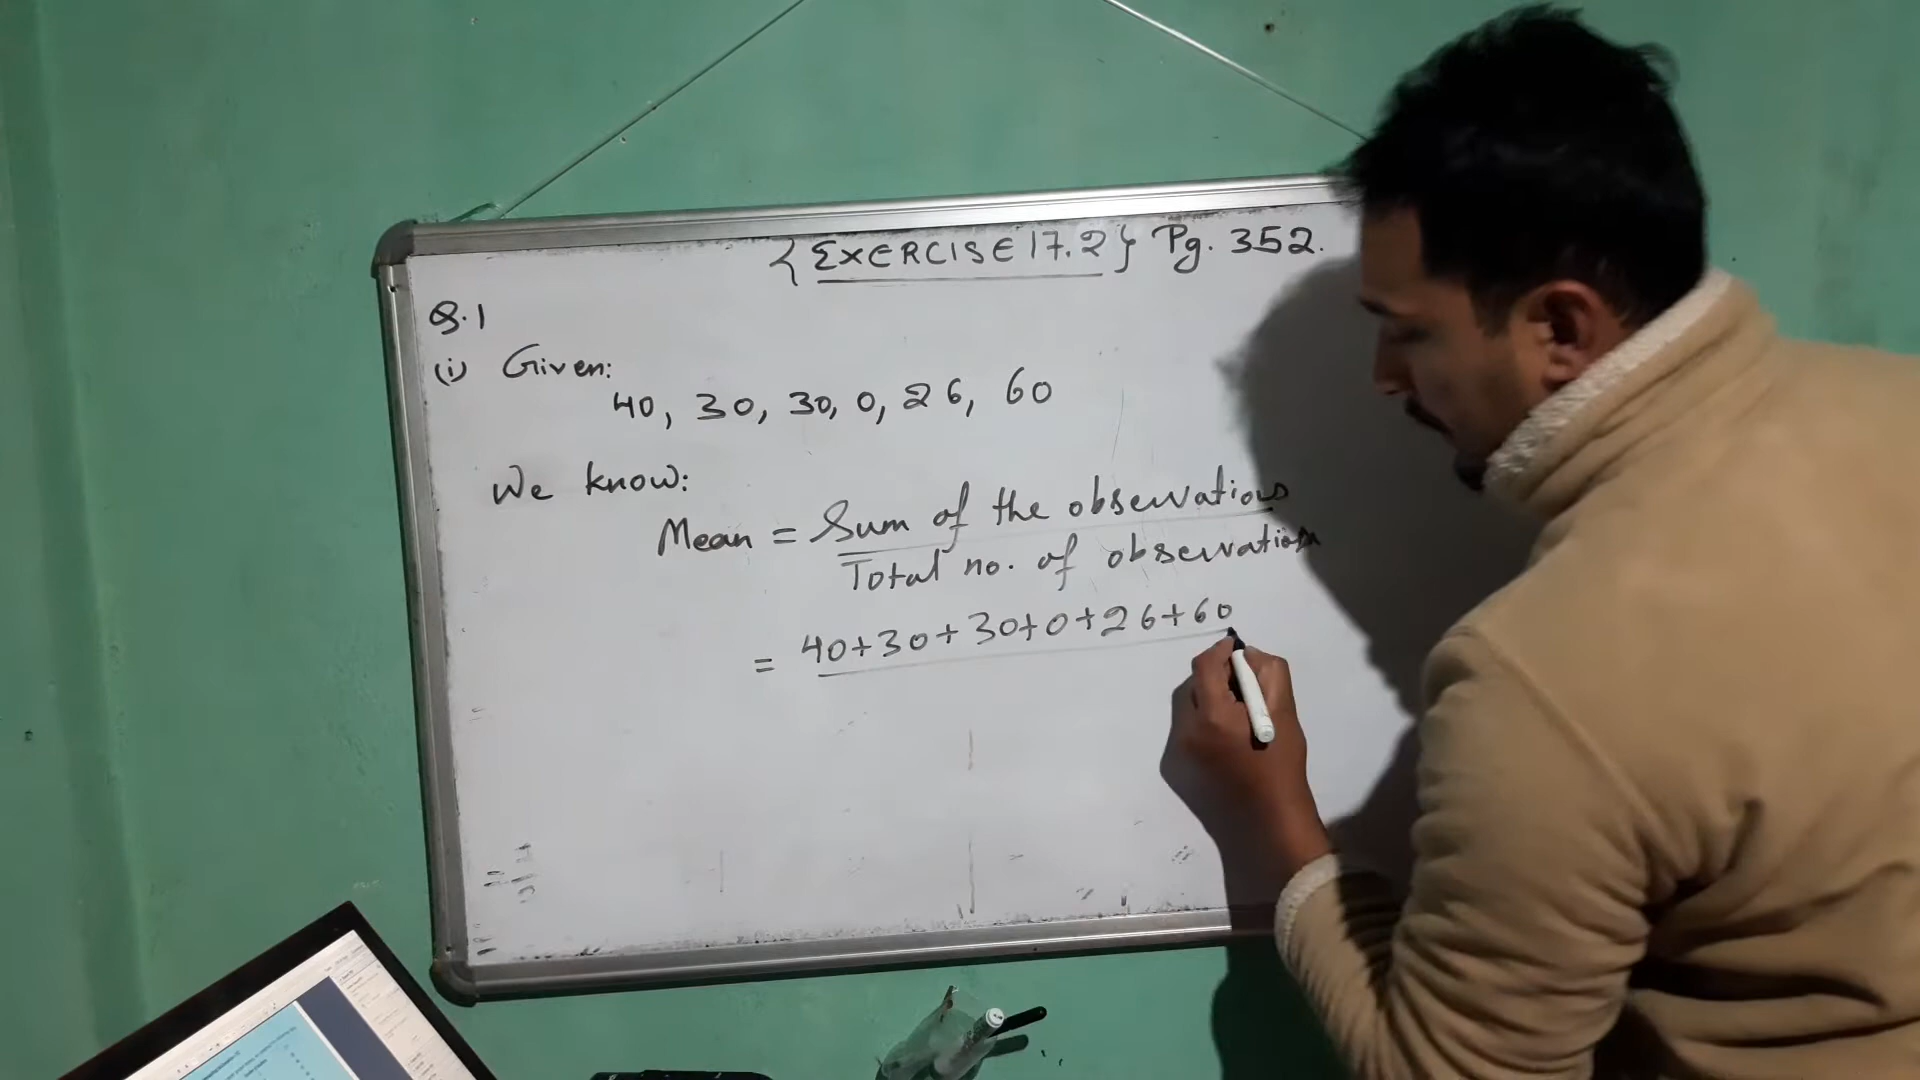 {EXERCISE 17.2} Pg. 352.
Q.1
(i) Given:
40, 30, 30, 0, 26, 60
We know:
Mean = Sum of the observations
Total no. of observation
= 40+30+30+0+26+60